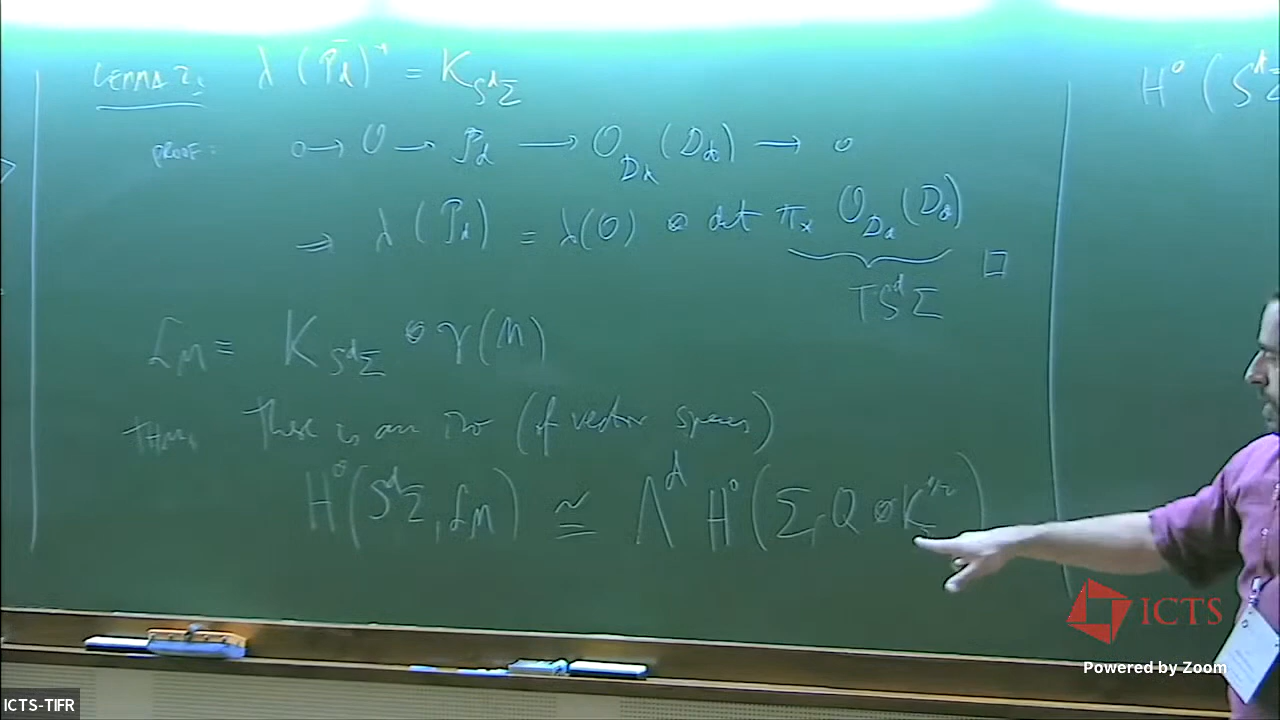 LEMMA 2: λ(P_d)^{-1} = K_{S^dΣ}
H^0(S^dΣ
PROOF: 0 → O → P_d → O_{D_d}(D_d) → 0
⇒ λ(P_d) = λ(O) ⊗ det π_* O_{D_d}(D_d) □
TS^dΣ
L_M = K_{S^dΣ} ⊗ γ(M)
THM. There is an iso (of vector spaces)
H^0(S^dΣ, L_M) ≅ Λ^d H^0(Σ, Q ⊗ K^{1/2})
ICTS
Powered by Zoom
ICTS-TIFR